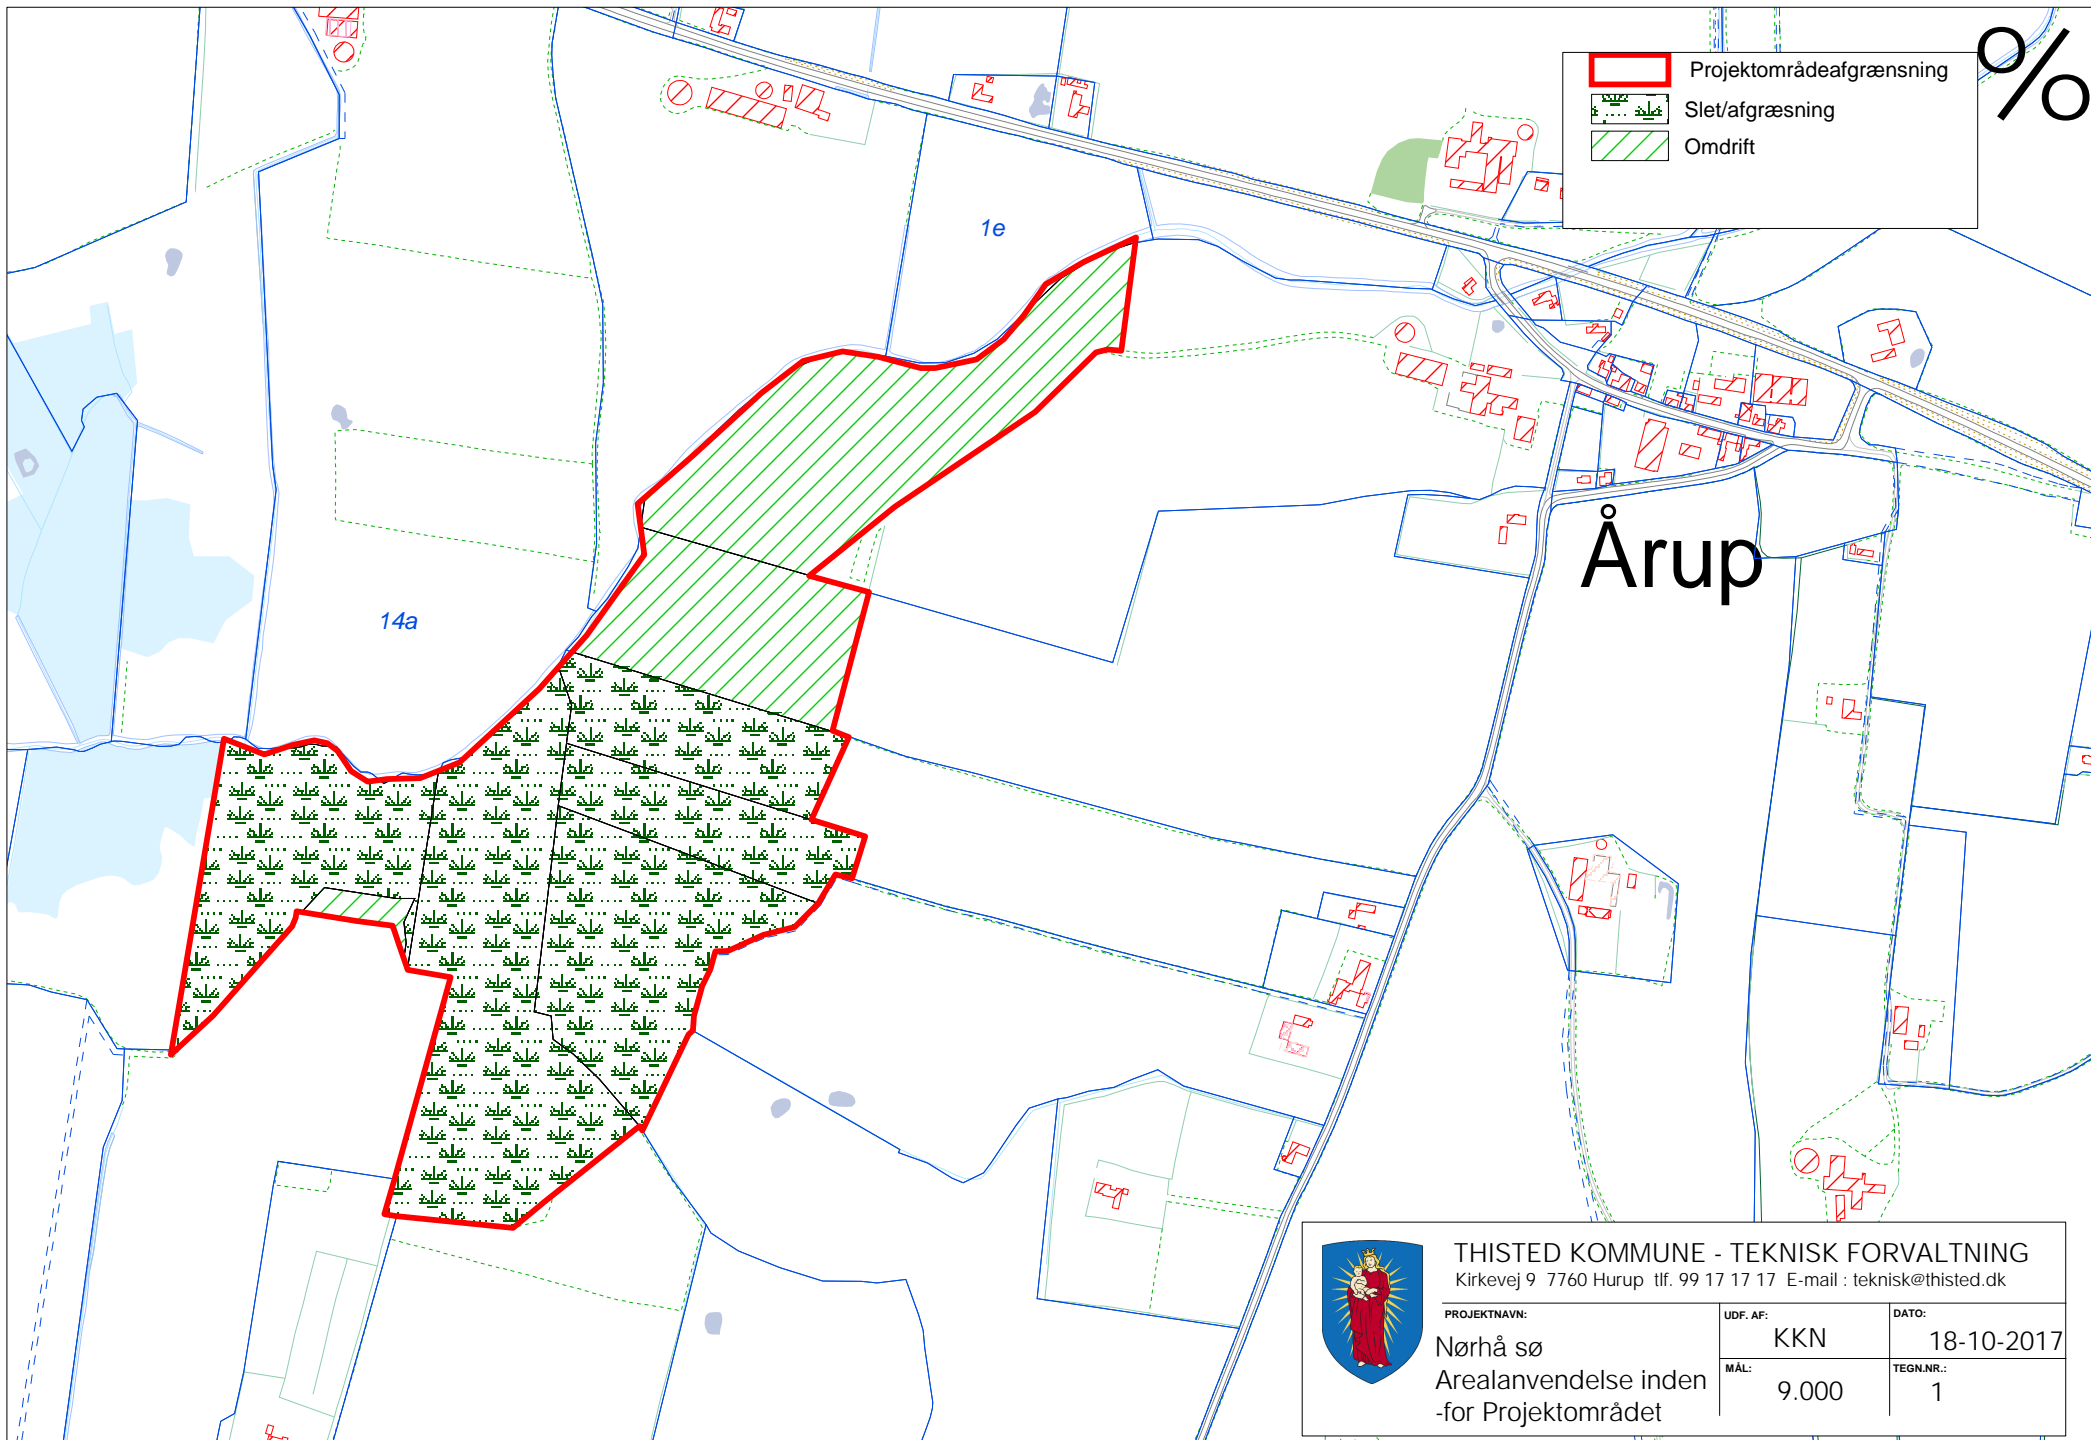 %
Projektområdeafgrænsning
Slet/afgræsning
Omdrift
1e
Årup
14a
THISTED KOMMUNE - TEKNISK FORVALTNING
Kirkevej 9 7760 Hurup tlf. 99 17 17 17 E-mail : teknisk@thisted.dk
PROJEKTNAVN:
Nørhå sø
Arealanvendelse inden
-for Projektområdet
UDF. AF:
KKN
DATO:
18-10-2017
MÅL:
9.000
TEGN.NR.:
1